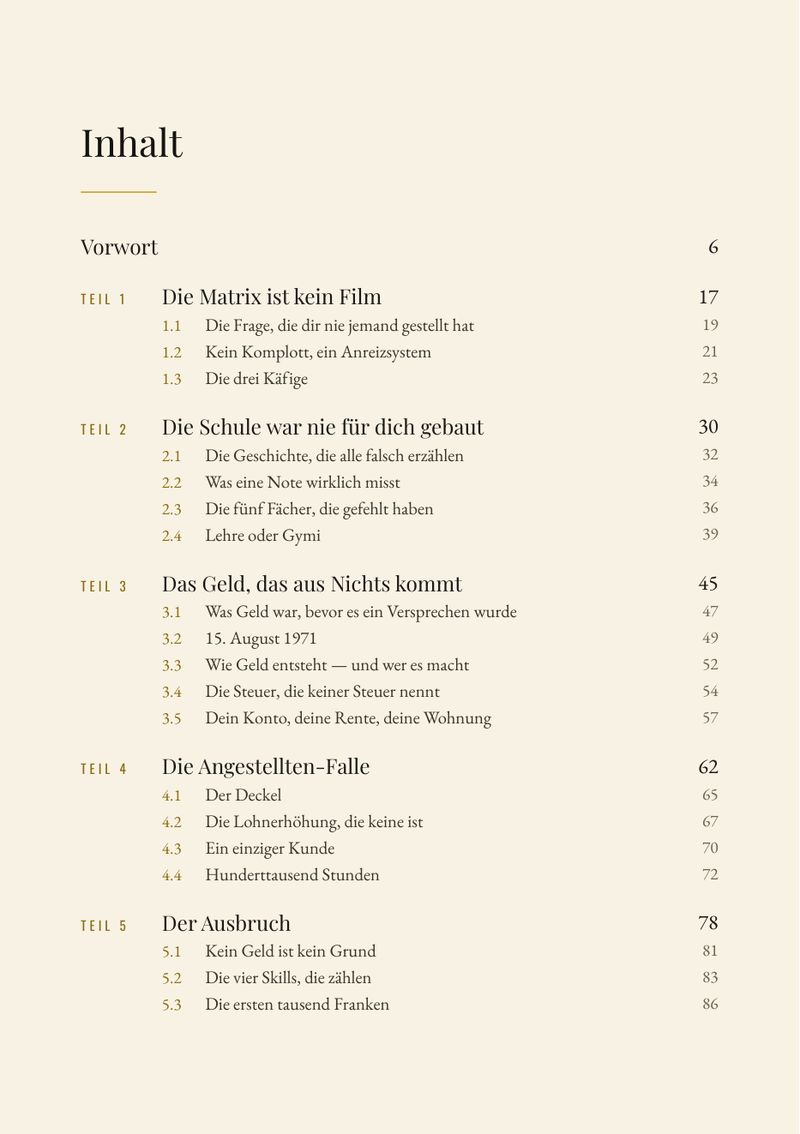 Inhalt
Vorwort 6
TEIL 1 Die Matrix ist kein Film 17
1.1 Die Frage, die dir nie jemand gestellt hat 19
1.2 Kein Komplott, ein Anreizsystem 21
1.3 Die drei Käfige 23
TEIL 2 Die Schule war nie für dich gebaut 30
2.1 Die Geschichte, die alle falsch erzählen 32
2.2 Was eine Note wirklich misst 34
2.3 Die fünf Fächer, die gefehlt haben 36
2.4 Lehre oder Gymi 39
TEIL 3 Das Geld, das aus Nichts kommt 45
3.1 Was Geld war, bevor es ein Versprechen wurde 47
3.2 15. August 1971 49
3.3 Wie Geld entsteht — und wer es macht 52
3.4 Die Steuer, die keiner Steuer nennt 54
3.5 Dein Konto, deine Rente, deine Wohnung 57
TEIL 4 Die Angestellten-Falle 62
4.1 Der Deckel 65
4.2 Die Lohnerhöhung, die keine ist 67
4.3 Ein einziger Kunde 70
4.4 Hunderttausend Stunden 72
TEIL 5 Der Ausbruch 78
5.1 Kein Geld ist kein Grund 81
5.2 Die vier Skills, die zählen 83
5.3 Die ersten tausend Franken 86